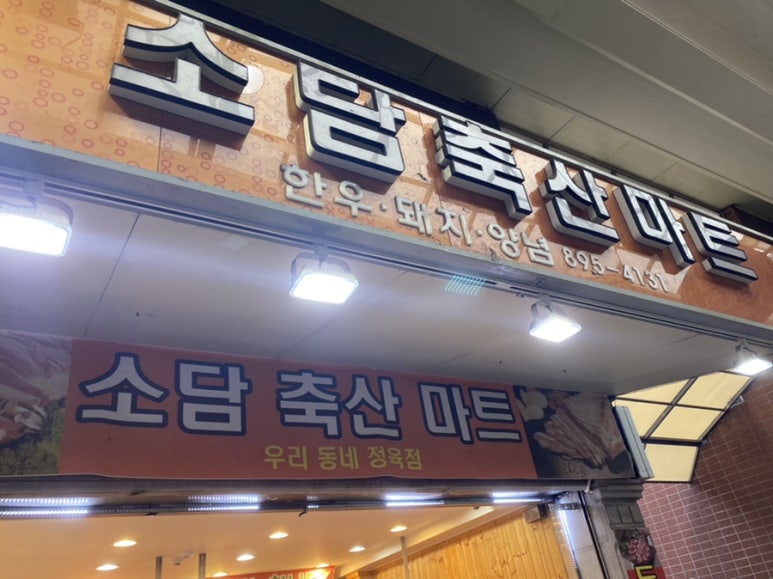 소담 축산마트
한우·돼지·양념 895-4131
소담 축산 마트
우리 동네 정육점